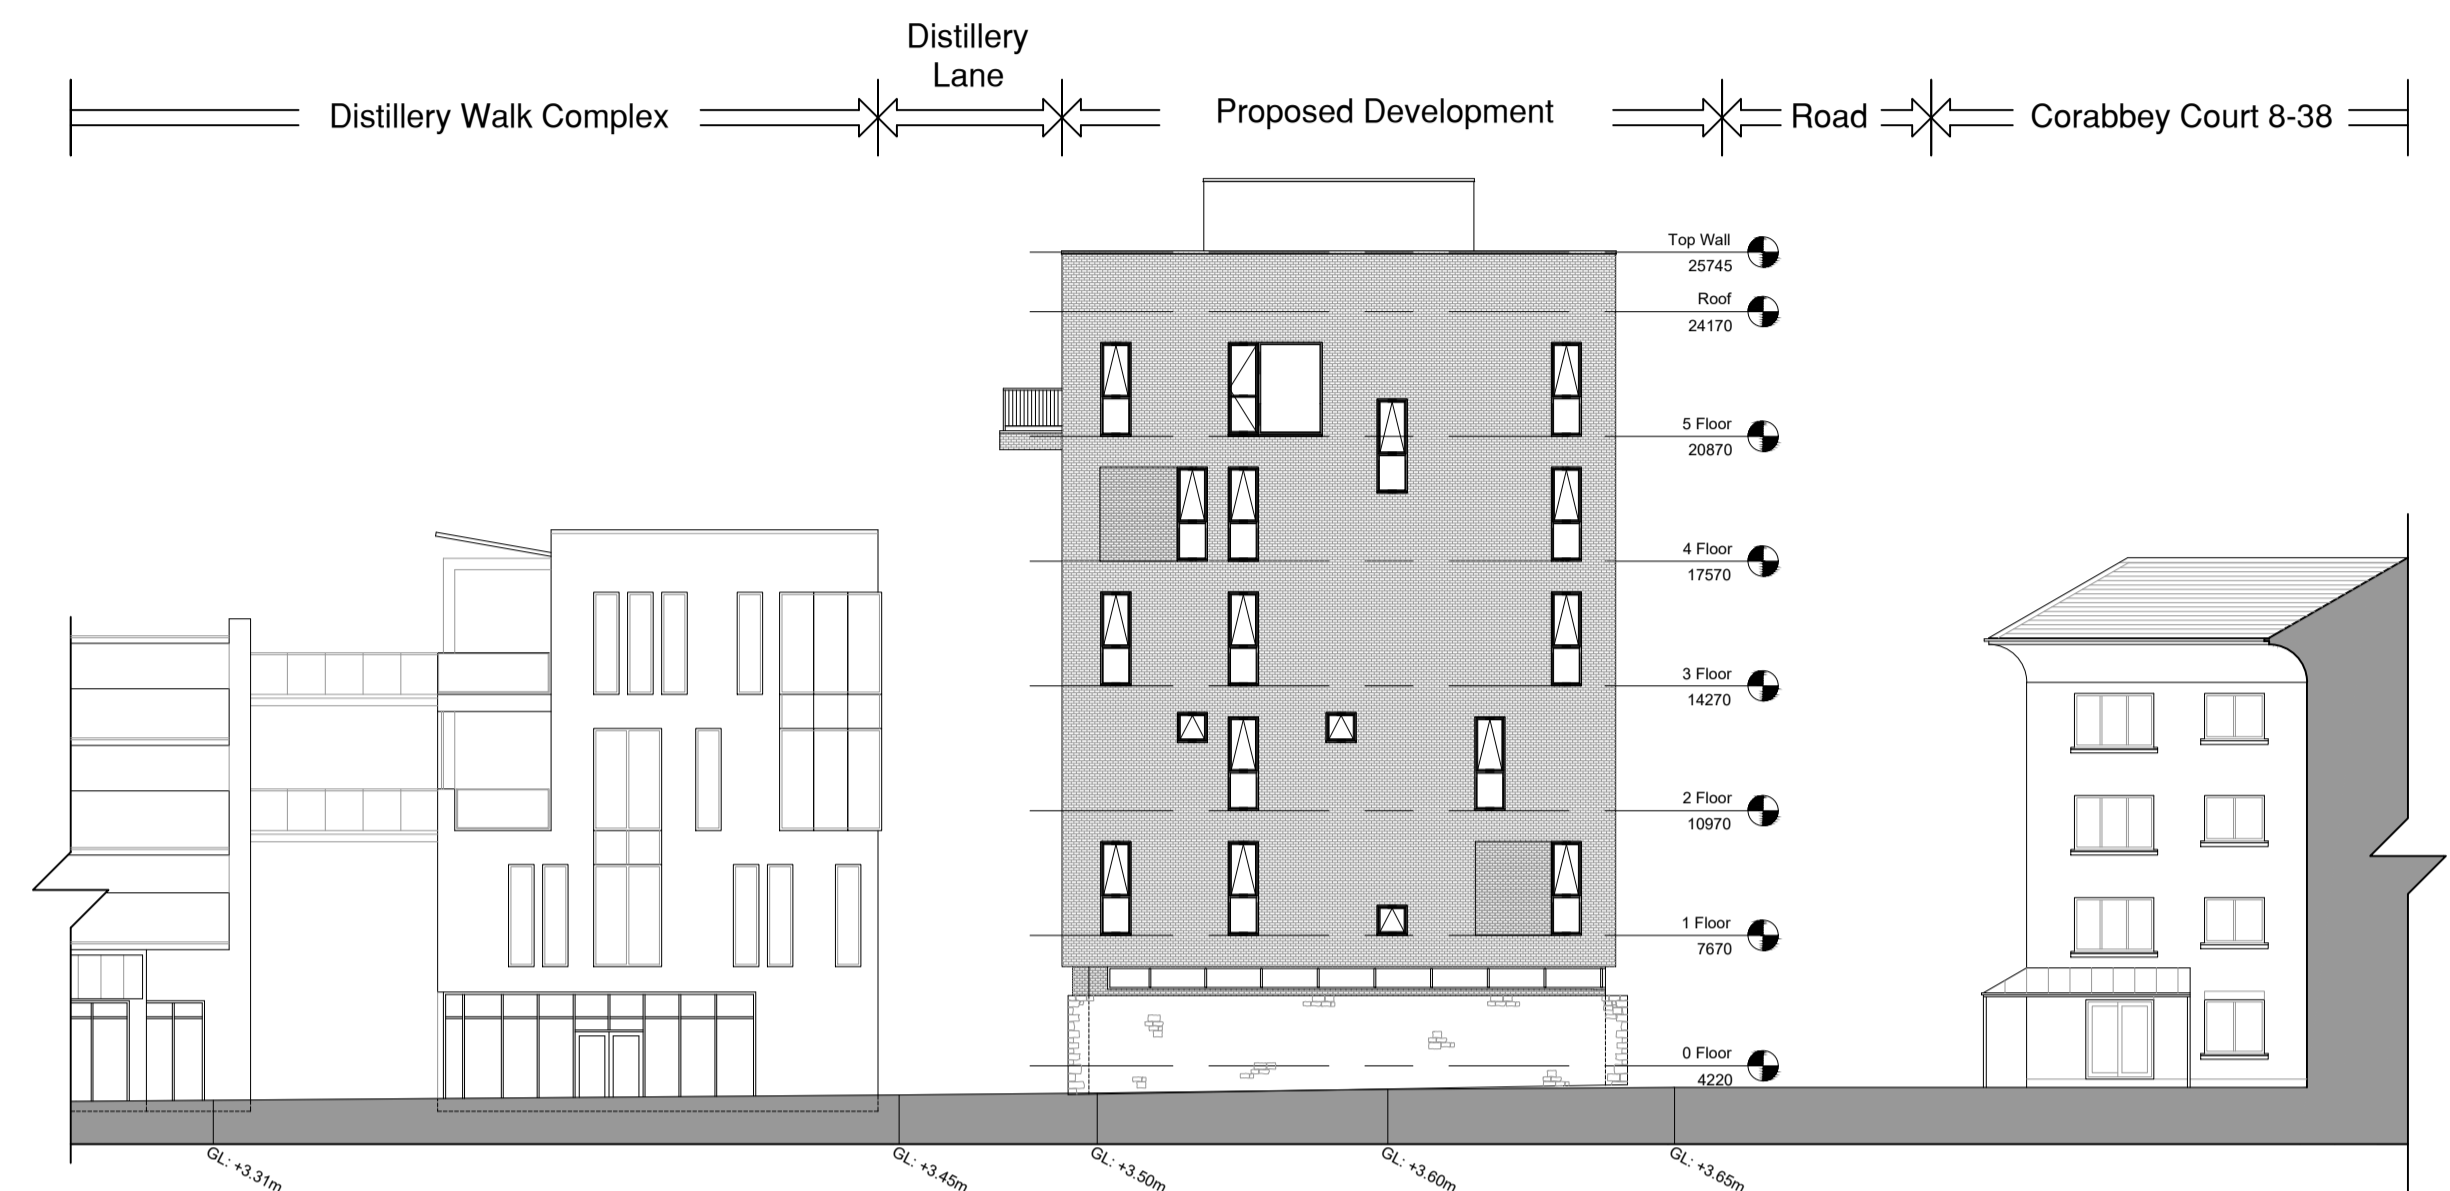 Distillery
Lane
Distillery Walk Complex
Proposed Development
Road
Corabbey Court 8-38
Top Wall
25745
Roof
24170
5 Floor
20870
4 Floor
17570
3 Floor
14270
2 Floor
10970
1 Floor
7670
0 Floor
4220
GL: +3.31m
GL: +3.45m
GL: +3.50m
GL: +3.60m
GL: +3.65m